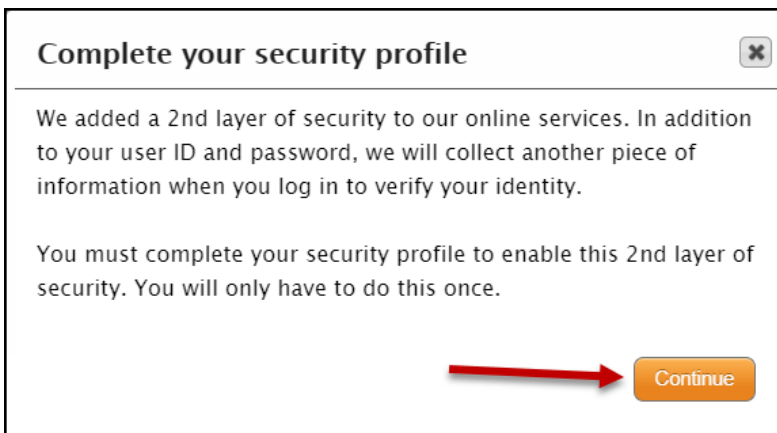 Complete your security profile
We added a 2nd layer of security to our online services. In addition
to your user ID and password, we will collect another piece of
information when you log in to verify your identity.
You must complete your security profile to enable this 2nd layer of
security. You will only have to do this once.
Continue